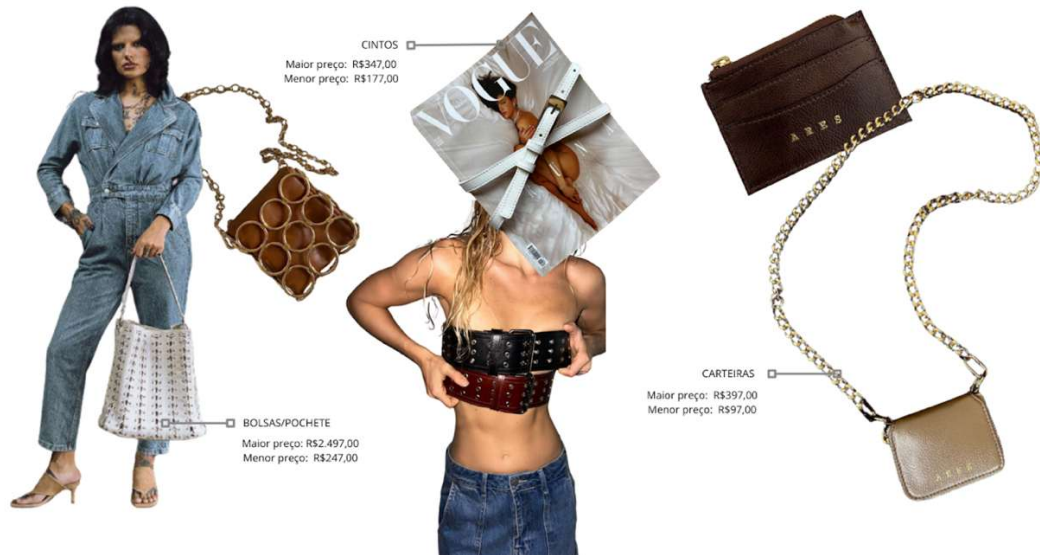 CINTOS
Maior preço: R$347,00
Menor preço: R$177,00
VOGUE
ARES
CARTEIRAS
Maior preço: R$397,00
Menor preço: R$97,00
BOLSAS/POCHETE
Maior preço: R$2.497,00
Menor preço: R$247,00
ARES